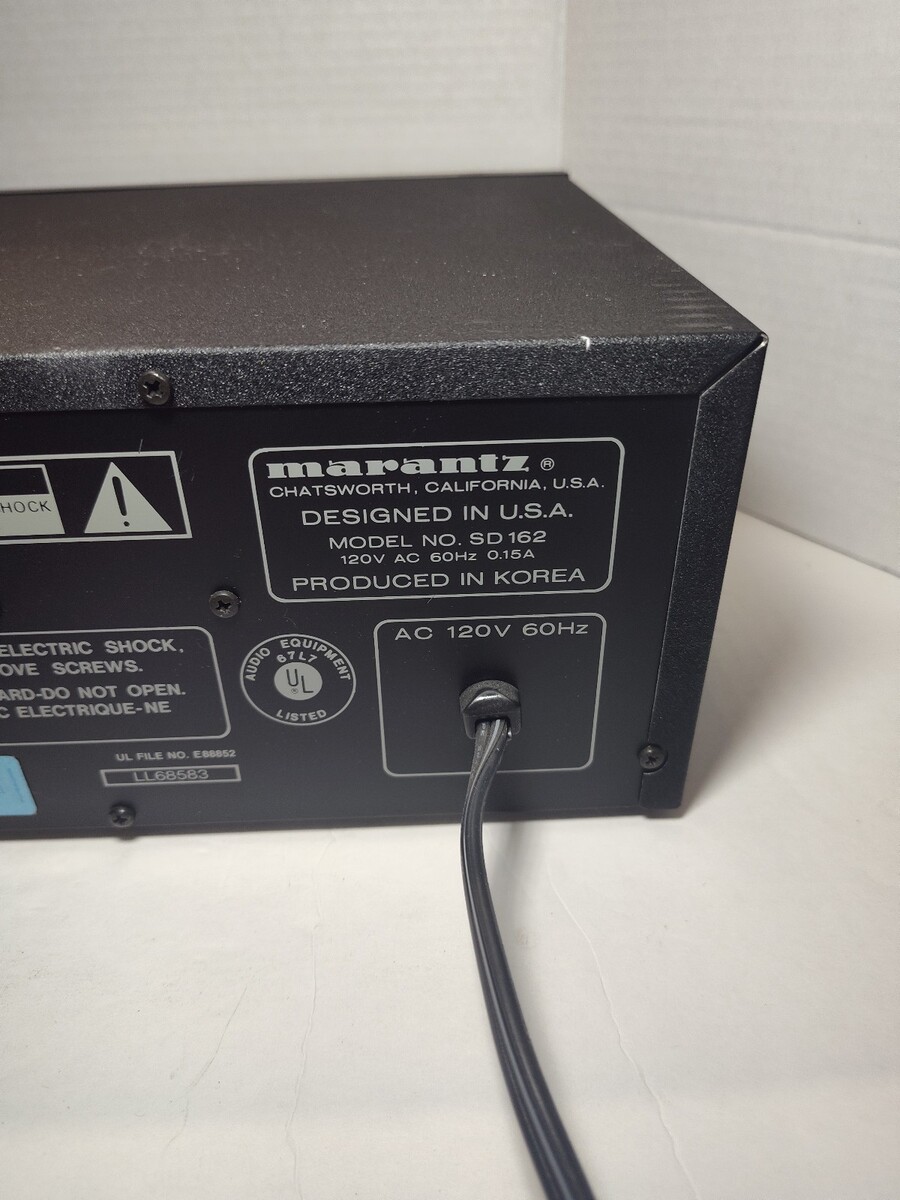 HOCK
marantz ®
CHATSWORTH, CALIFORNIA, U.S.A.
DESIGNED IN U.S.A.
MODEL NO. SD 162
120V AC 60Hz 0.15A
PRODUCED IN KOREA
ELECTRIC SHOCK,
OVE SCREWS.
ARD-DO NOT OPEN.
C ELECTRIQUE-NE
AUDIO EQUIPMENT
67L7
UL
®
LISTED
AC 120V 60Hz
UL FILE NO. E88852
LL68583